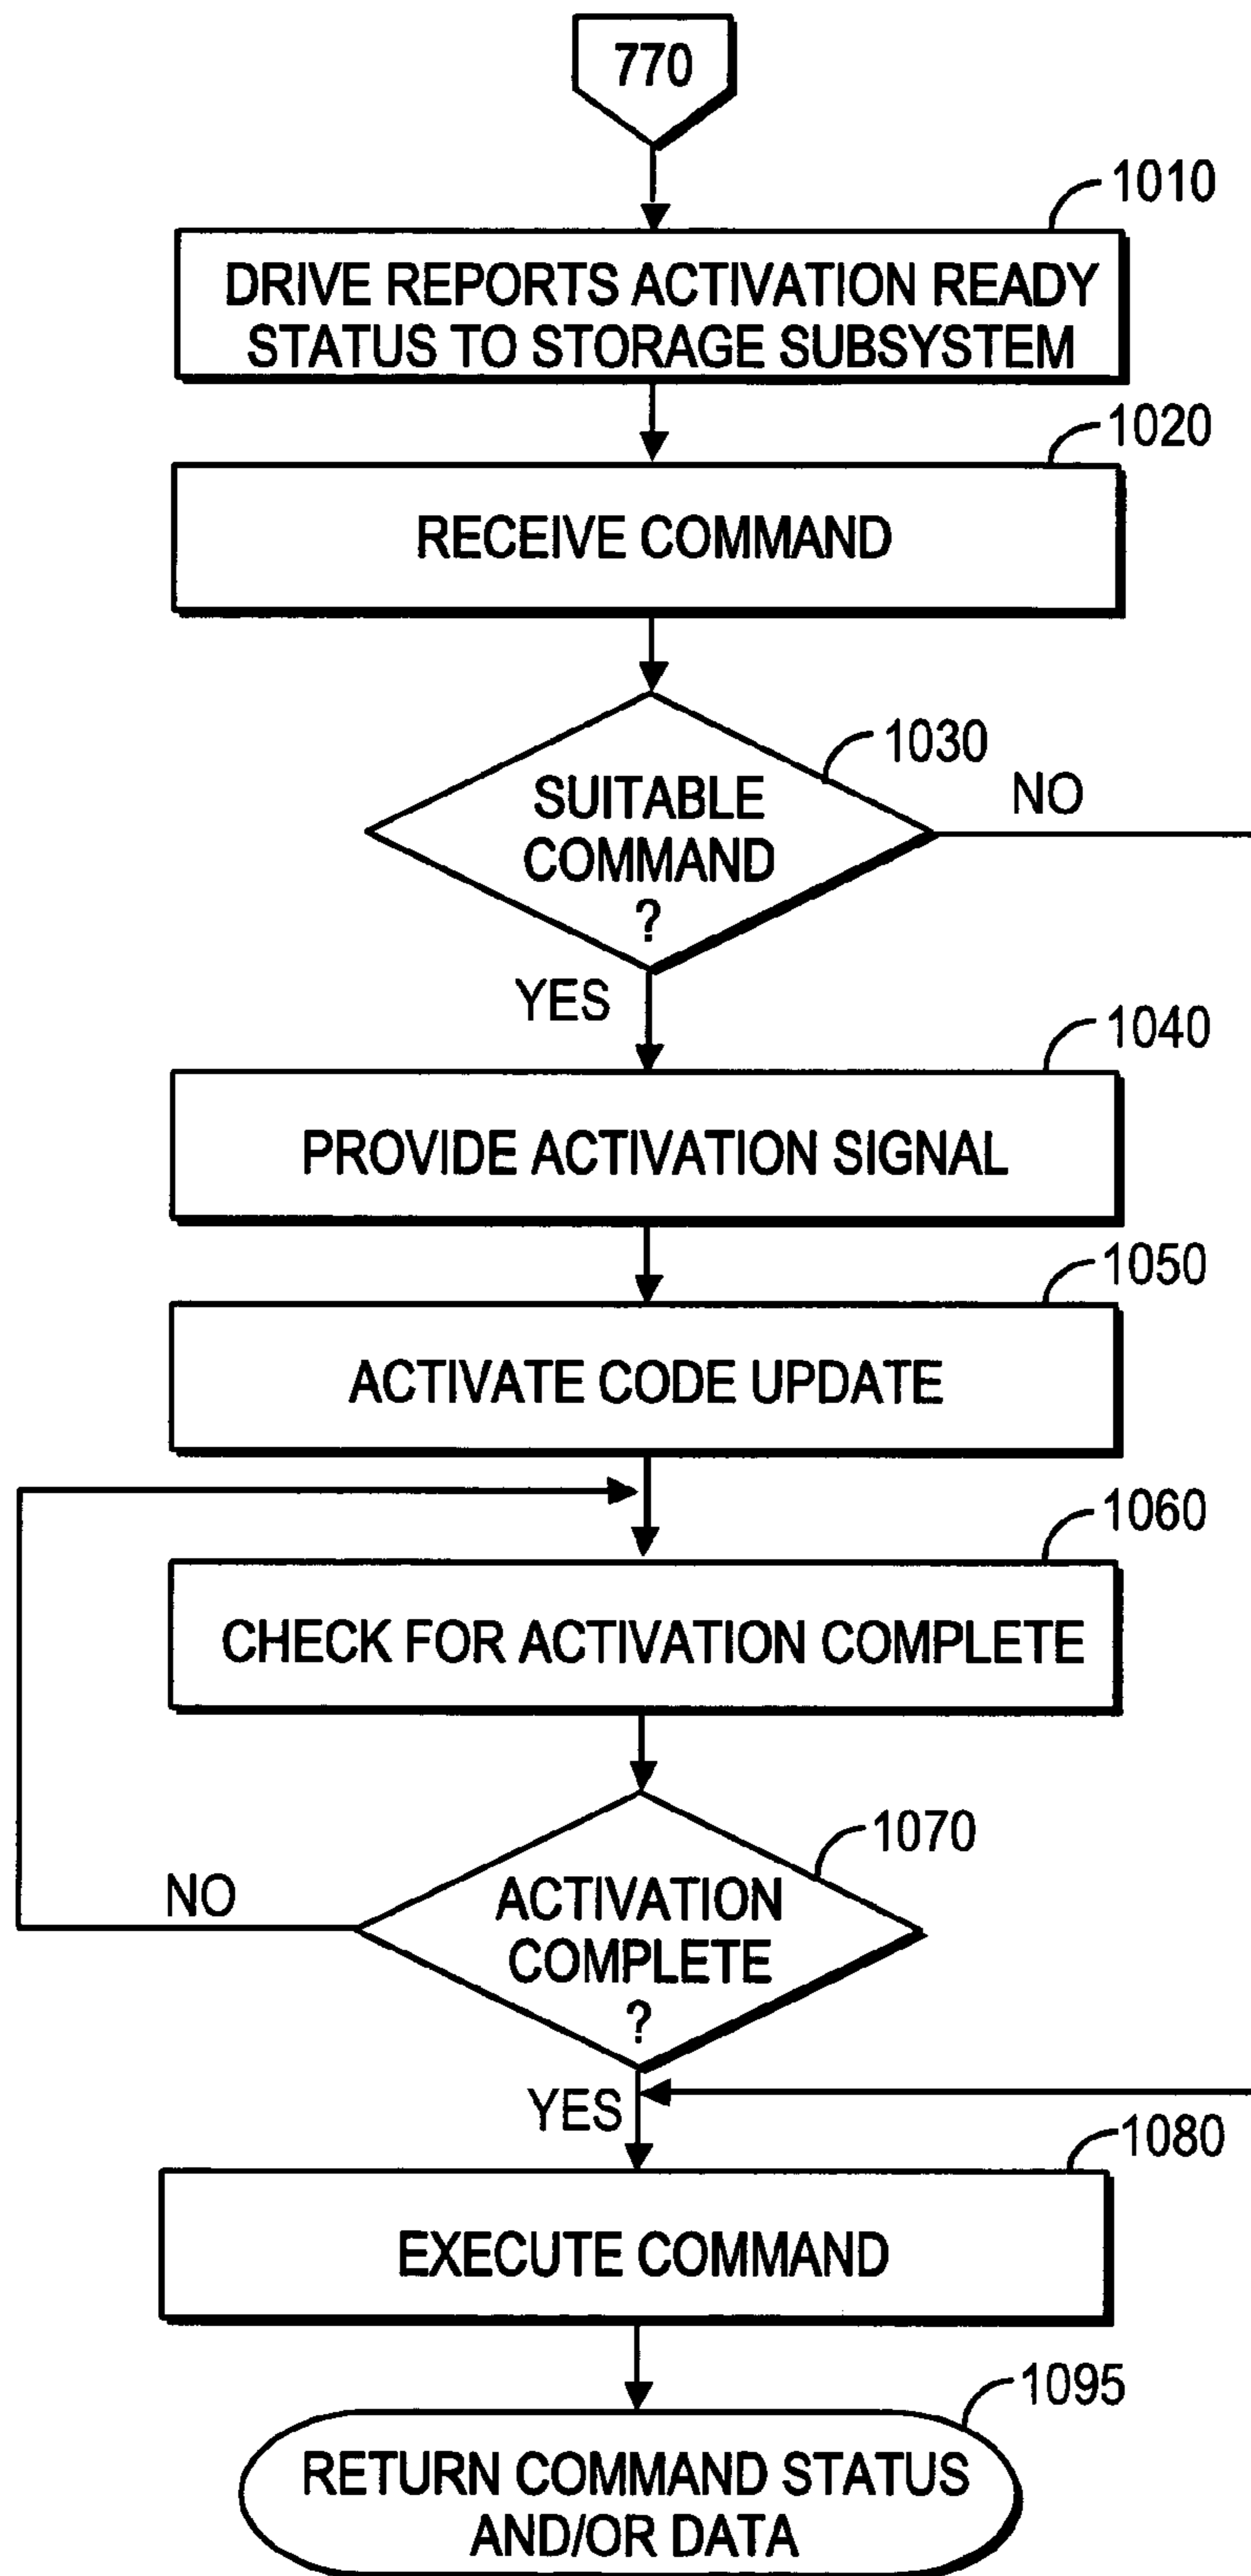 770
1010
DRIVE REPORTS ACTIVATION READY
STATUS TO STORAGE SUBSYSTEM
1020
RECEIVE COMMAND
1030
SUITABLE
COMMAND
?
NO
YES
1040
PROVIDE ACTIVATION SIGNAL
1050
ACTIVATE CODE UPDATE
1060
CHECK FOR ACTIVATION COMPLETE
1070
ACTIVATION
COMPLETE
?
NO
YES
1080
EXECUTE COMMAND
1095
RETURN COMMAND STATUS
AND/OR DATA